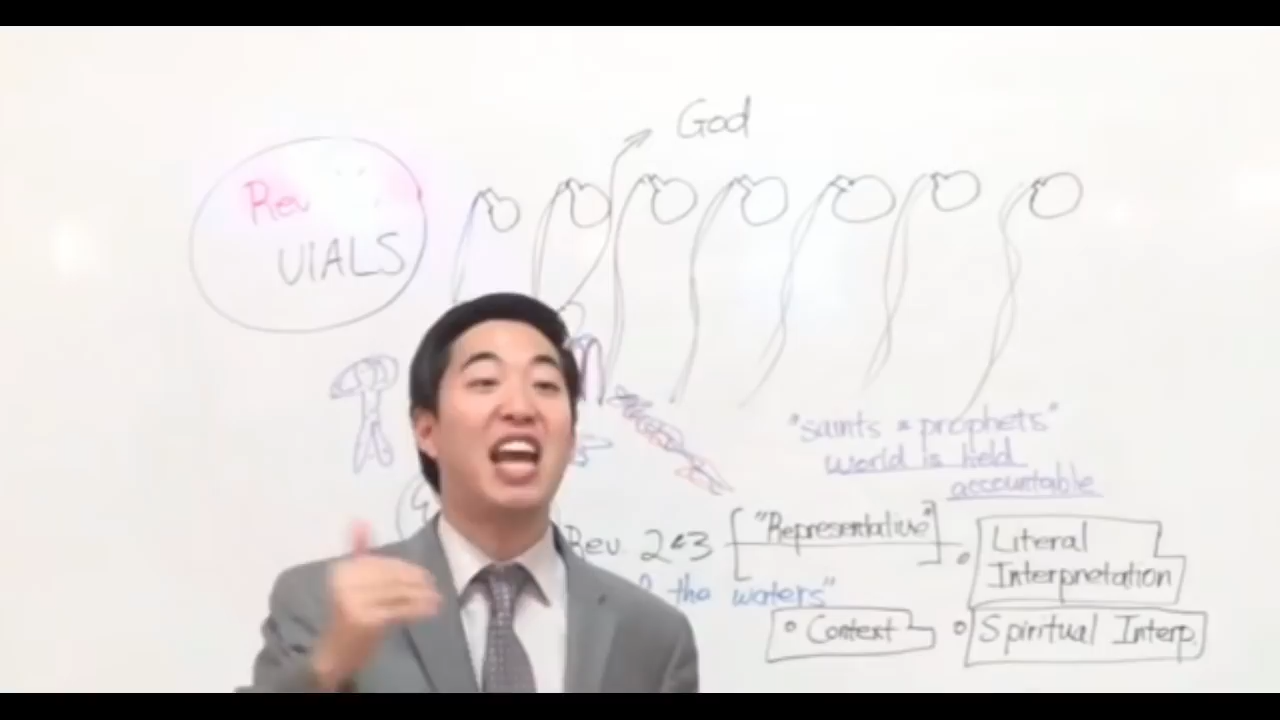 God
Rev
VIALS
"saints & prophets"
world is held
accountable
Rev 2&3 ["Representative"]
the waters"
Literal
Interpretation
Context
Spiritual Interp.